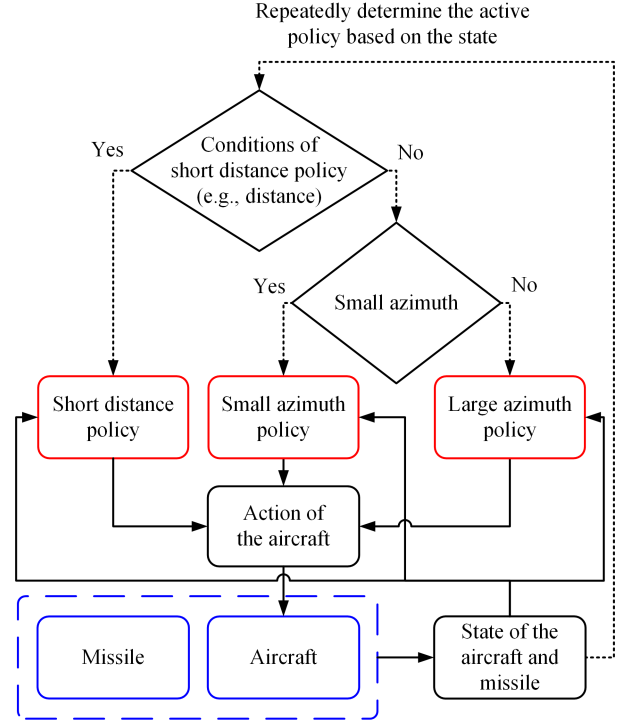 Repeatedly determine the active
policy based on the state
Conditions of
short distance policy
(e.g., distance)
Yes
No
Small azimuth
Yes
No
Short distance
policy
Small azimuth
policy
Large azimuth
policy
Action of
the aircraft
Missile
Aircraft
State of the
aircraft and
missile